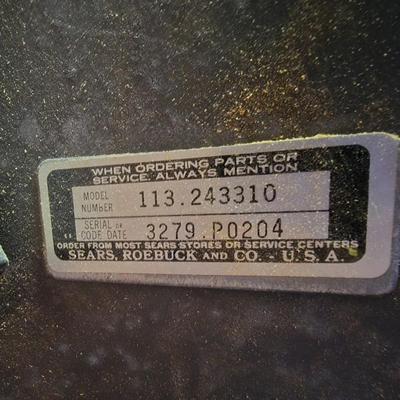 WHEN ORDERING PARTS OR
SERVICE, ALWAYS MENTION
MODEL
NUMBER 113.243310
SERIAL OR
CODE DATE 3279.P0204
ORDER FROM MOST SEARS STORES OR SERVICE CENTERS
SEARS, ROEBUCK AND CO. - U.S.A